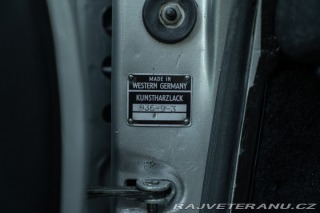 MADE IN
WESTERN GERMANY
KUNSTHARZLACK
RAJVETERANU.CZ